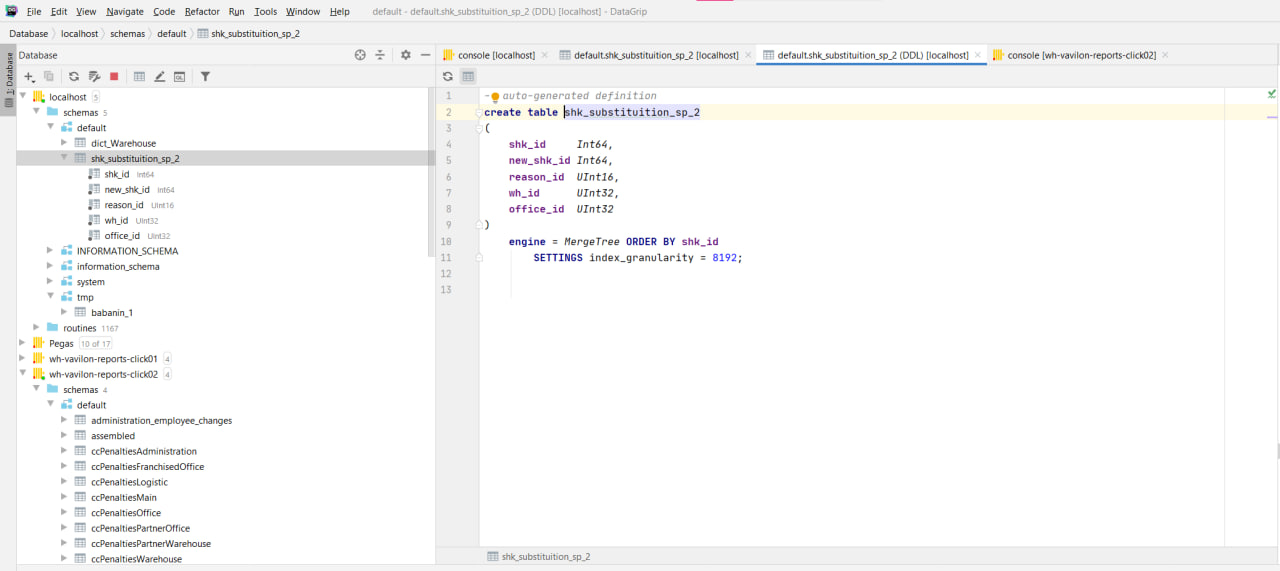 File Edit View Navigate Code Refactor Run Tools Window Help default - default.shk_substituition_sp_2 (DDL) [localhost] - DataGrip
Database localhost schemas default shk_substituition_sp_2
1: Database
Database
console [localhost] default.shk_substituition_sp_2 [localhost] default.shk_substituition_sp_2 (DDL) [localhost] console [wh-vavilon-reports-click02]
localhost 5
schemas 5
default
dict_Warehouse
shk_substituition_sp_2
shk_id Int64
new_shk_id Int64
reason_id UInt16
wh_id UInt32
office_id UInt32
INFORMATION_SCHEMA
information_schema
system
tmp
babanin_1
routines 1167
Pegas 10 of 17
wh-vavilon-reports-click01 4
wh-vavilon-reports-click02 4
schemas 4
default
administration_employee_changes
assembled
ccPenaltiesAdministration
ccPenaltiesFranchisedOffice
ccPenaltiesLogistic
ccPenaltiesMain
ccPenaltiesOffice
ccPenaltiesPartnerOffice
ccPenaltiesPartnerWarehouse
ccPenaltiesWarehouse
1 - auto-generated definition
2 create table shk_substituition_sp_2
3 (
4 shk_id Int64,
5 new_shk_id Int64,
6 reason_id UInt16,
7 wh_id UInt32,
8 office_id UInt32
9 )
10 engine = MergeTree ORDER BY shk_id
11 SETTINGS index_granularity = 8192;
12
13
shk_substituition_sp_2